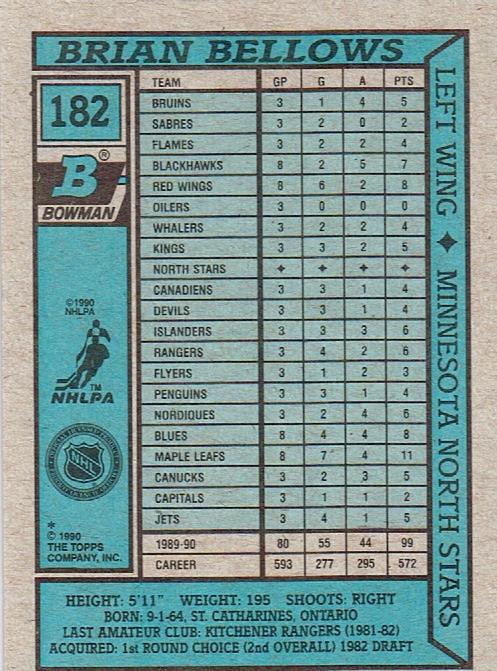 BRIAN BELLOWS
182
B®
BOWMAN
©1990
NHLPA
TM
NHLPA
NHL
*
© 1990
THE TOPPS
COMPANY, INC.
TEAM GP G A PTS
BRUINS 3 1 4 5
SABRES 3 2 0 2
FLAMES 3 2 2 4
BLACKHAWKS 8 2 5 7
RED WINGS 8 6 2 8
OILERS 3 0 0 0
WHALERS 3 2 2 4
KINGS 3 3 2 5
NORTH STARS ✦ ✦ ✦ ✦
CANADIENS 3 3 1 4
DEVILS 3 3 1 4
ISLANDERS 3 3 3 6
RANGERS 3 4 2 6
FLYERS 3 1 2 3
PENGUINS 3 3 1 4
NORDIQUES 3 2 4 6
BLUES 8 4 4 8
MAPLE LEAFS 8 7 4 11
CANUCKS 3 2 3 5
CAPITALS 3 1 1 2
JETS 3 4 1 5
1989-90 80 55 44 99
CAREER 593 277 295 572
LEFT WING ✦ MINNESOTA NORTH STARS
HEIGHT: 5'11" WEIGHT: 195 SHOOTS: RIGHT
BORN: 9-1-64, ST. CATHARINES, ONTARIO
LAST AMATEUR CLUB: KITCHENER RANGERS (1981-82)
ACQUIRED: 1st ROUND CHOICE (2nd OVERALL) 1982 DRAFT